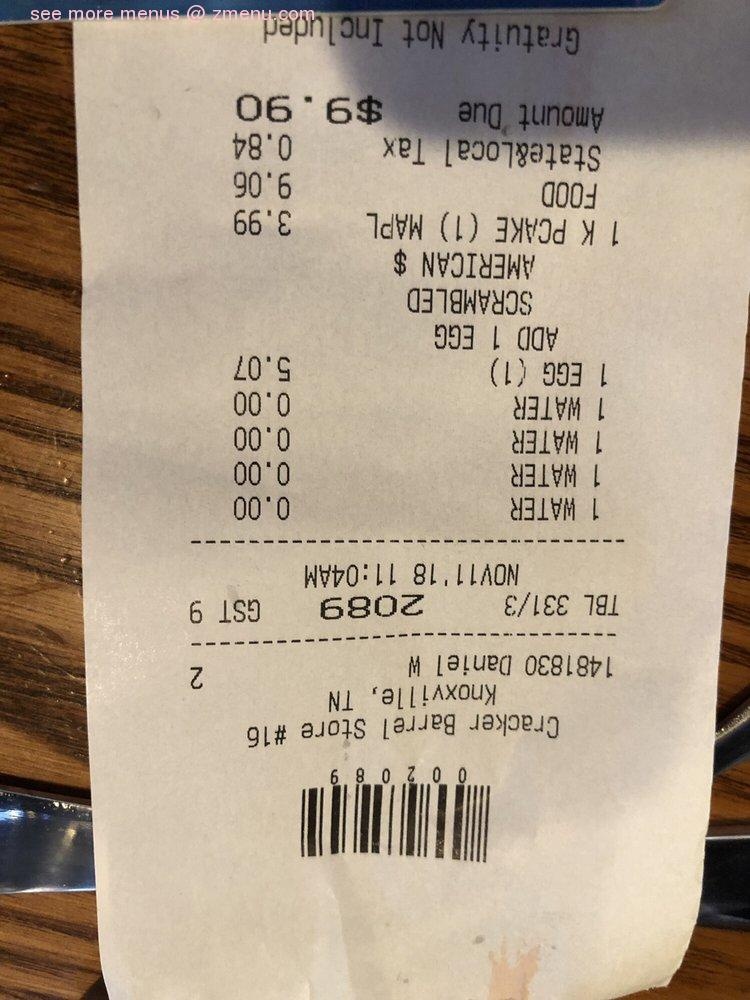 see more menus @ zmenu.com
002089
Cracker Barrel Store #16
Knoxville, TN
1481830 Daniel W 2
TBL 331/3 2089 GST 9
NOV11'18 11:04AM
1 WATER 0.00
1 WATER 0.00
1 WATER 0.00
1 WATER 0.00
1 EGG (1) 5.07
ADD 1 EGG
SCRAMBLED
AMERICAN $
1 K PCAKE (1) MAPL 3.99
FOOD 9.06
State&Local Tax 0.84
Amount Due $9.90
Gratuity Not Included